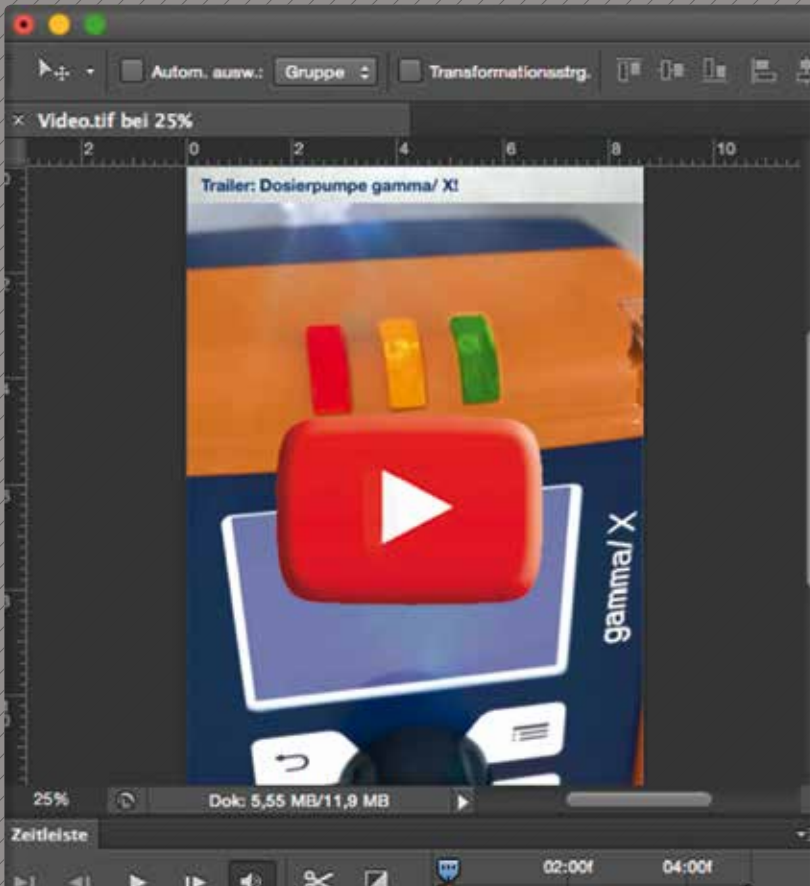 Autom. ausw.: Gruppe Transformationsstrg.
× Video.tif bei 25%
2 0 2 4 6 8 10
Trailer: Dosierpumpe gamma/ X!
gamma/ X
25% Dok: 5,55 MB/11,9 MB
Zeitleiste
02:00f 04:00f